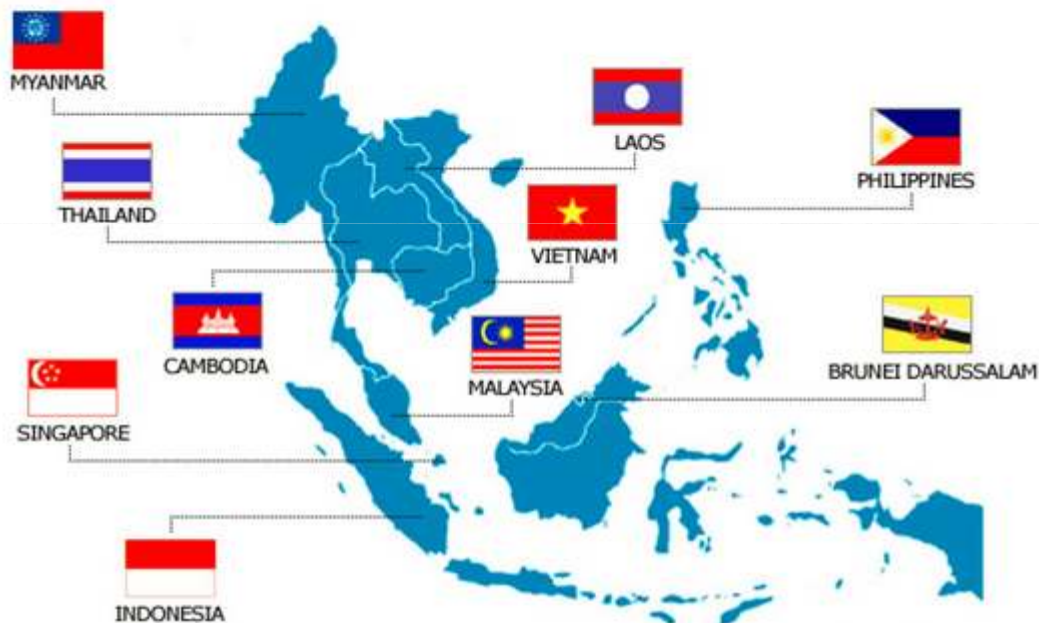 MYANMAR
LAOS
PHILIPPINES
THAILAND
VIETNAM
CAMBODIA
MALAYSIA
BRUNEI DARUSSALAM
SINGAPORE
INDONESIA